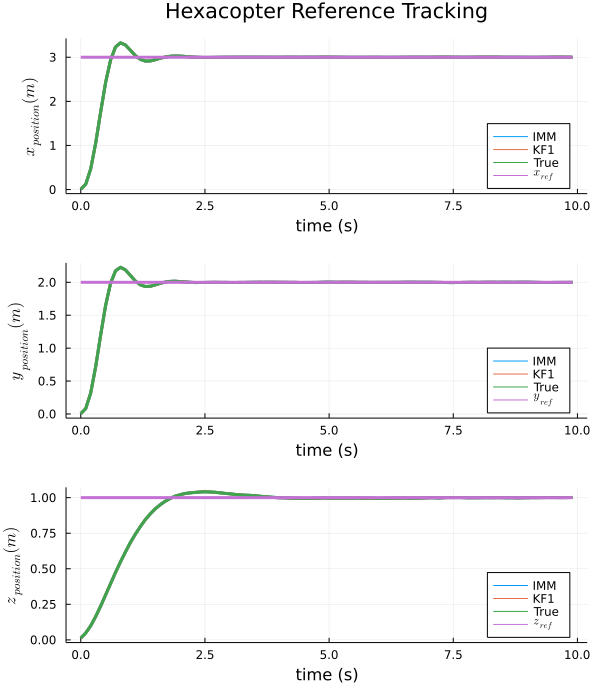 Hexacopter Reference Tracking
x_position(m)
3
2
1
0
0.0 2.5 5.0 7.5 10.0
time (s)
IMM
KF1
True
x_ref
y_position(m)
2.0
1.5
1.0
0.5
0.0
0.0 2.5 5.0 7.5 10.0
time (s)
IMM
KF1
True
y_ref
z_position(m)
1.00
0.75
0.50
0.25
0.00
0.0 2.5 5.0 7.5 10.0
time (s)
IMM
KF1
True
z_ref